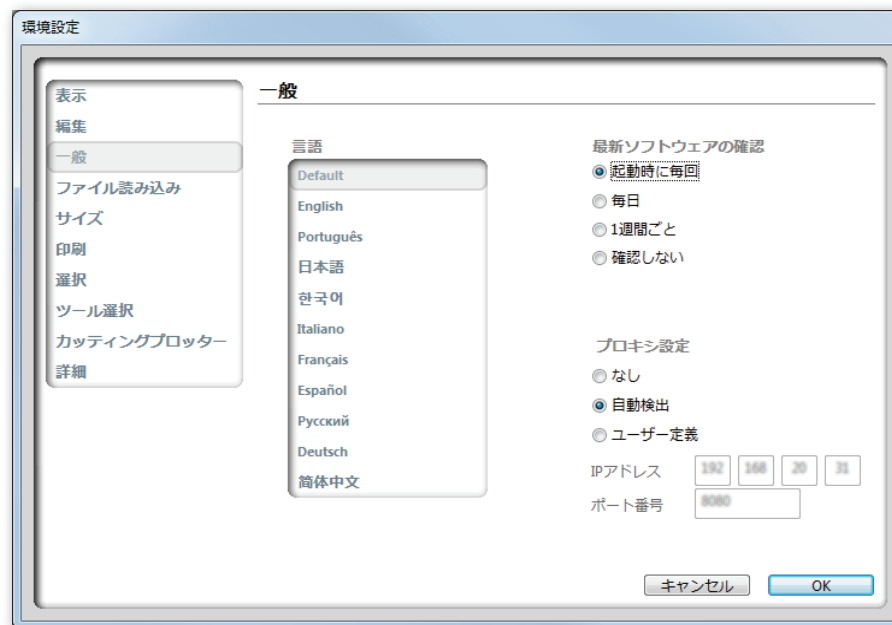 環境設定
表示
編集
一般
ファイル読み込み
サイズ
印刷
選択
ツール選択
カッティングプロッター
詳細
一般
言語
Default
English
Português
日本語
한국어
Italiano
Français
Español
Русский
Deutsch
简体中文
最新ソフトウェアの確認
起動時に毎回
毎日
1週間ごと
確認しない
プロキシ設定
なし
自動検出
ユーザー定義
IPアドレス 192 168 20 31
ポート番号 8080
キャンセル OK